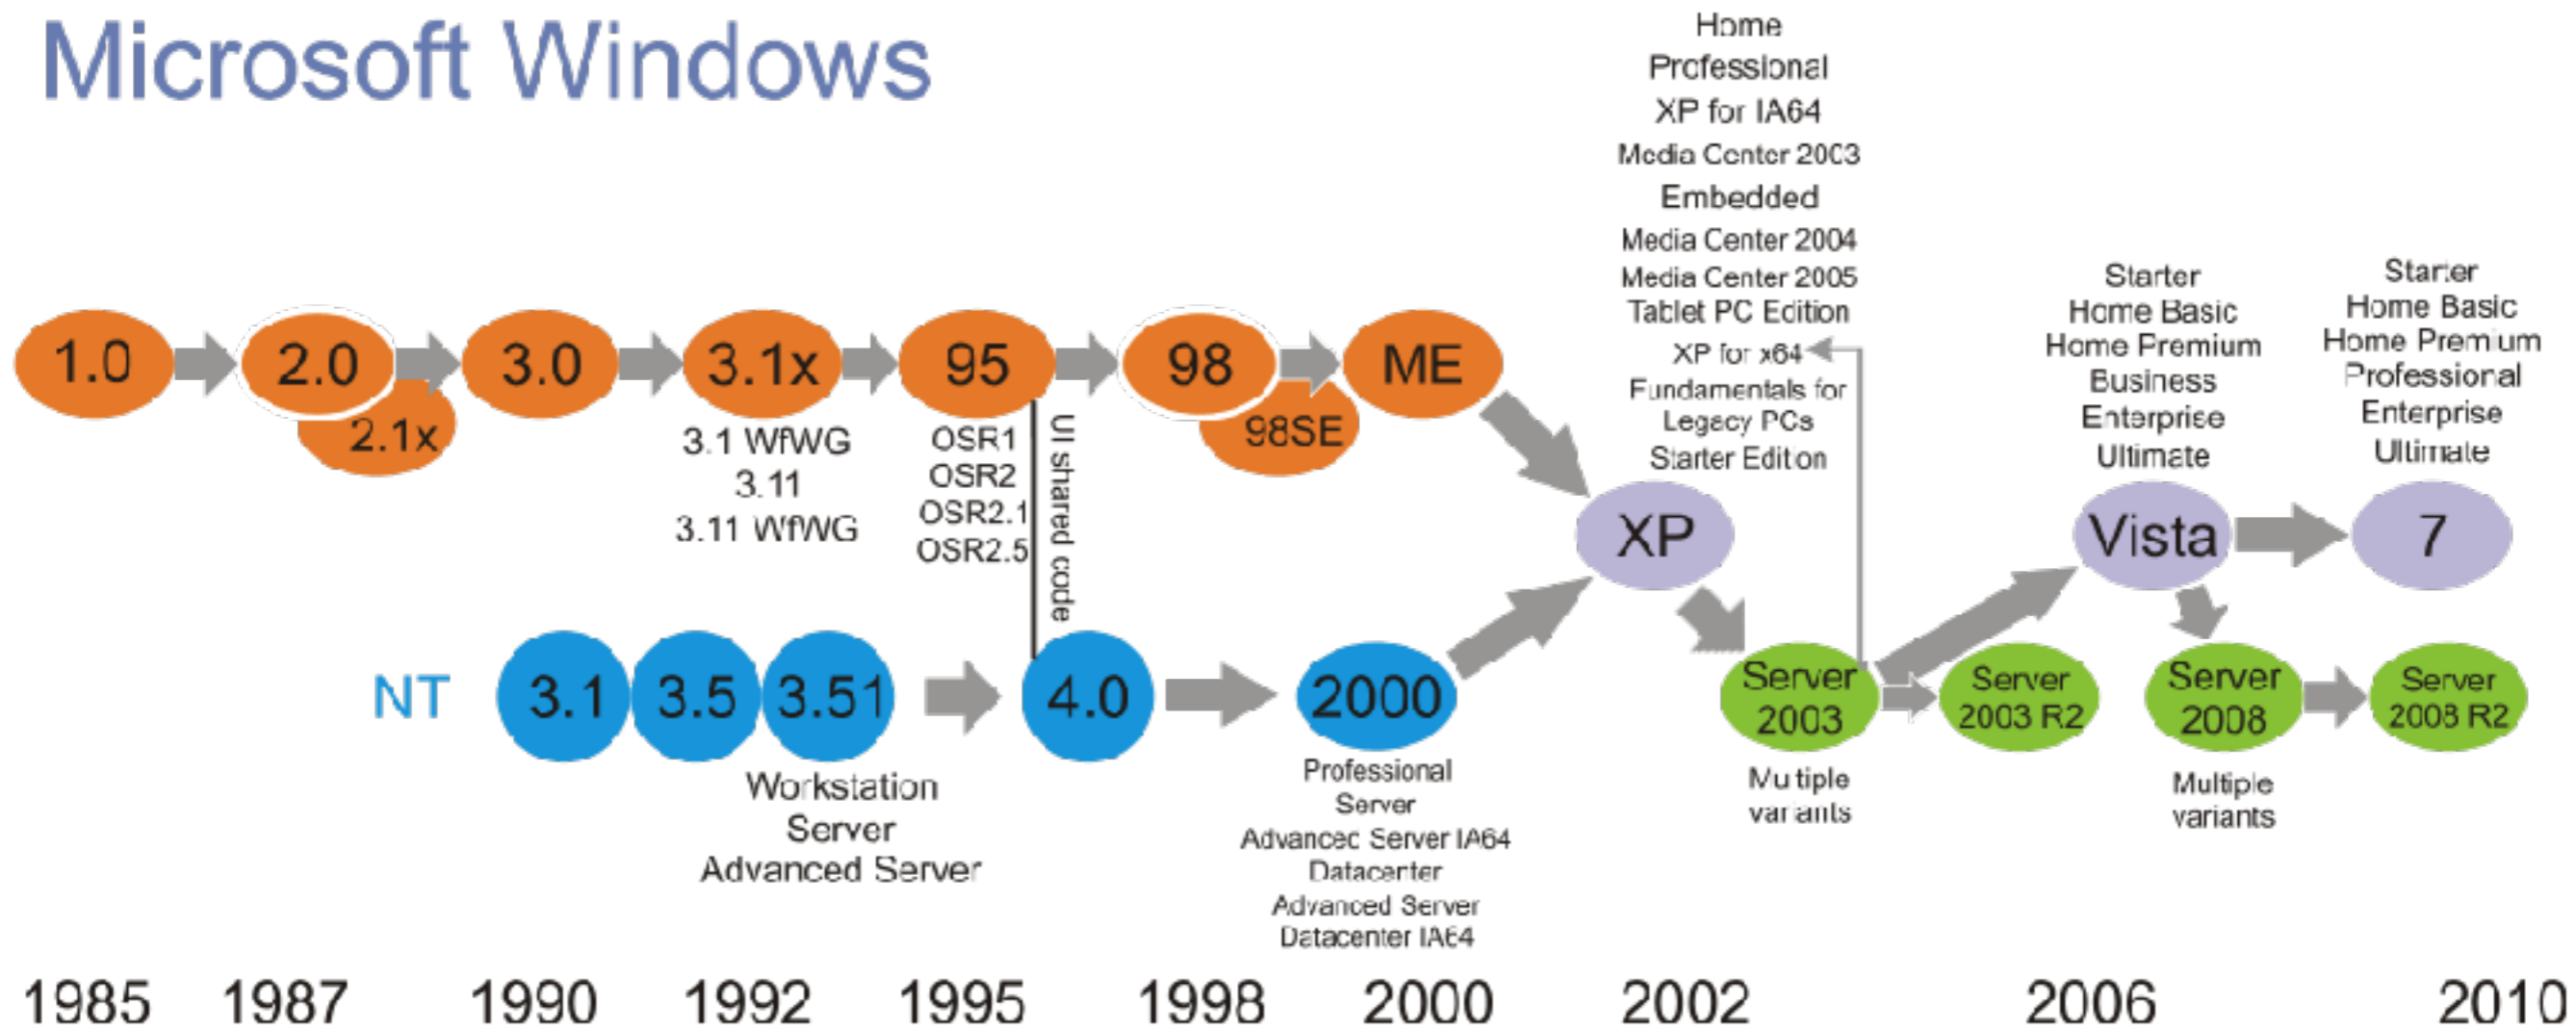 Microsoft Windows
Home
Professional
XP for IA64
Media Center 2003
Embedded
Media Center 2004
Media Center 2005
Tablet PC Edition
XP for x64
Fundamentals for
Legacy PCs
Starter Edition
Starter
Home Basic
Home Premium
Business
Enterprise
Ultimate
Starter
Home Basic
Home Premium
Professional
Enterprise
Ultimate
1.0
2.0
2.1x
3.0
3.1x
3.1 WfWG
3.11
3.11 WfWG
95
OSR1
OSR2
OSR2.1
OSR2.5
UI shared code
98
98SE
ME
XP
Vista
7
NT
3.1
3.5
3.51
Workstation
Server
Advanced Server
4.0
2000
Professional
Server
Advanced Server IA64
Datacenter
Advanced Server
Datacenter IA64
Server
2003
Multiple
variants
Server
2003 R2
Server
2008
Multiple
variants
Server
2008 R2
1985
1987
1990
1992
1995
1998
2000
2002
2006
2010